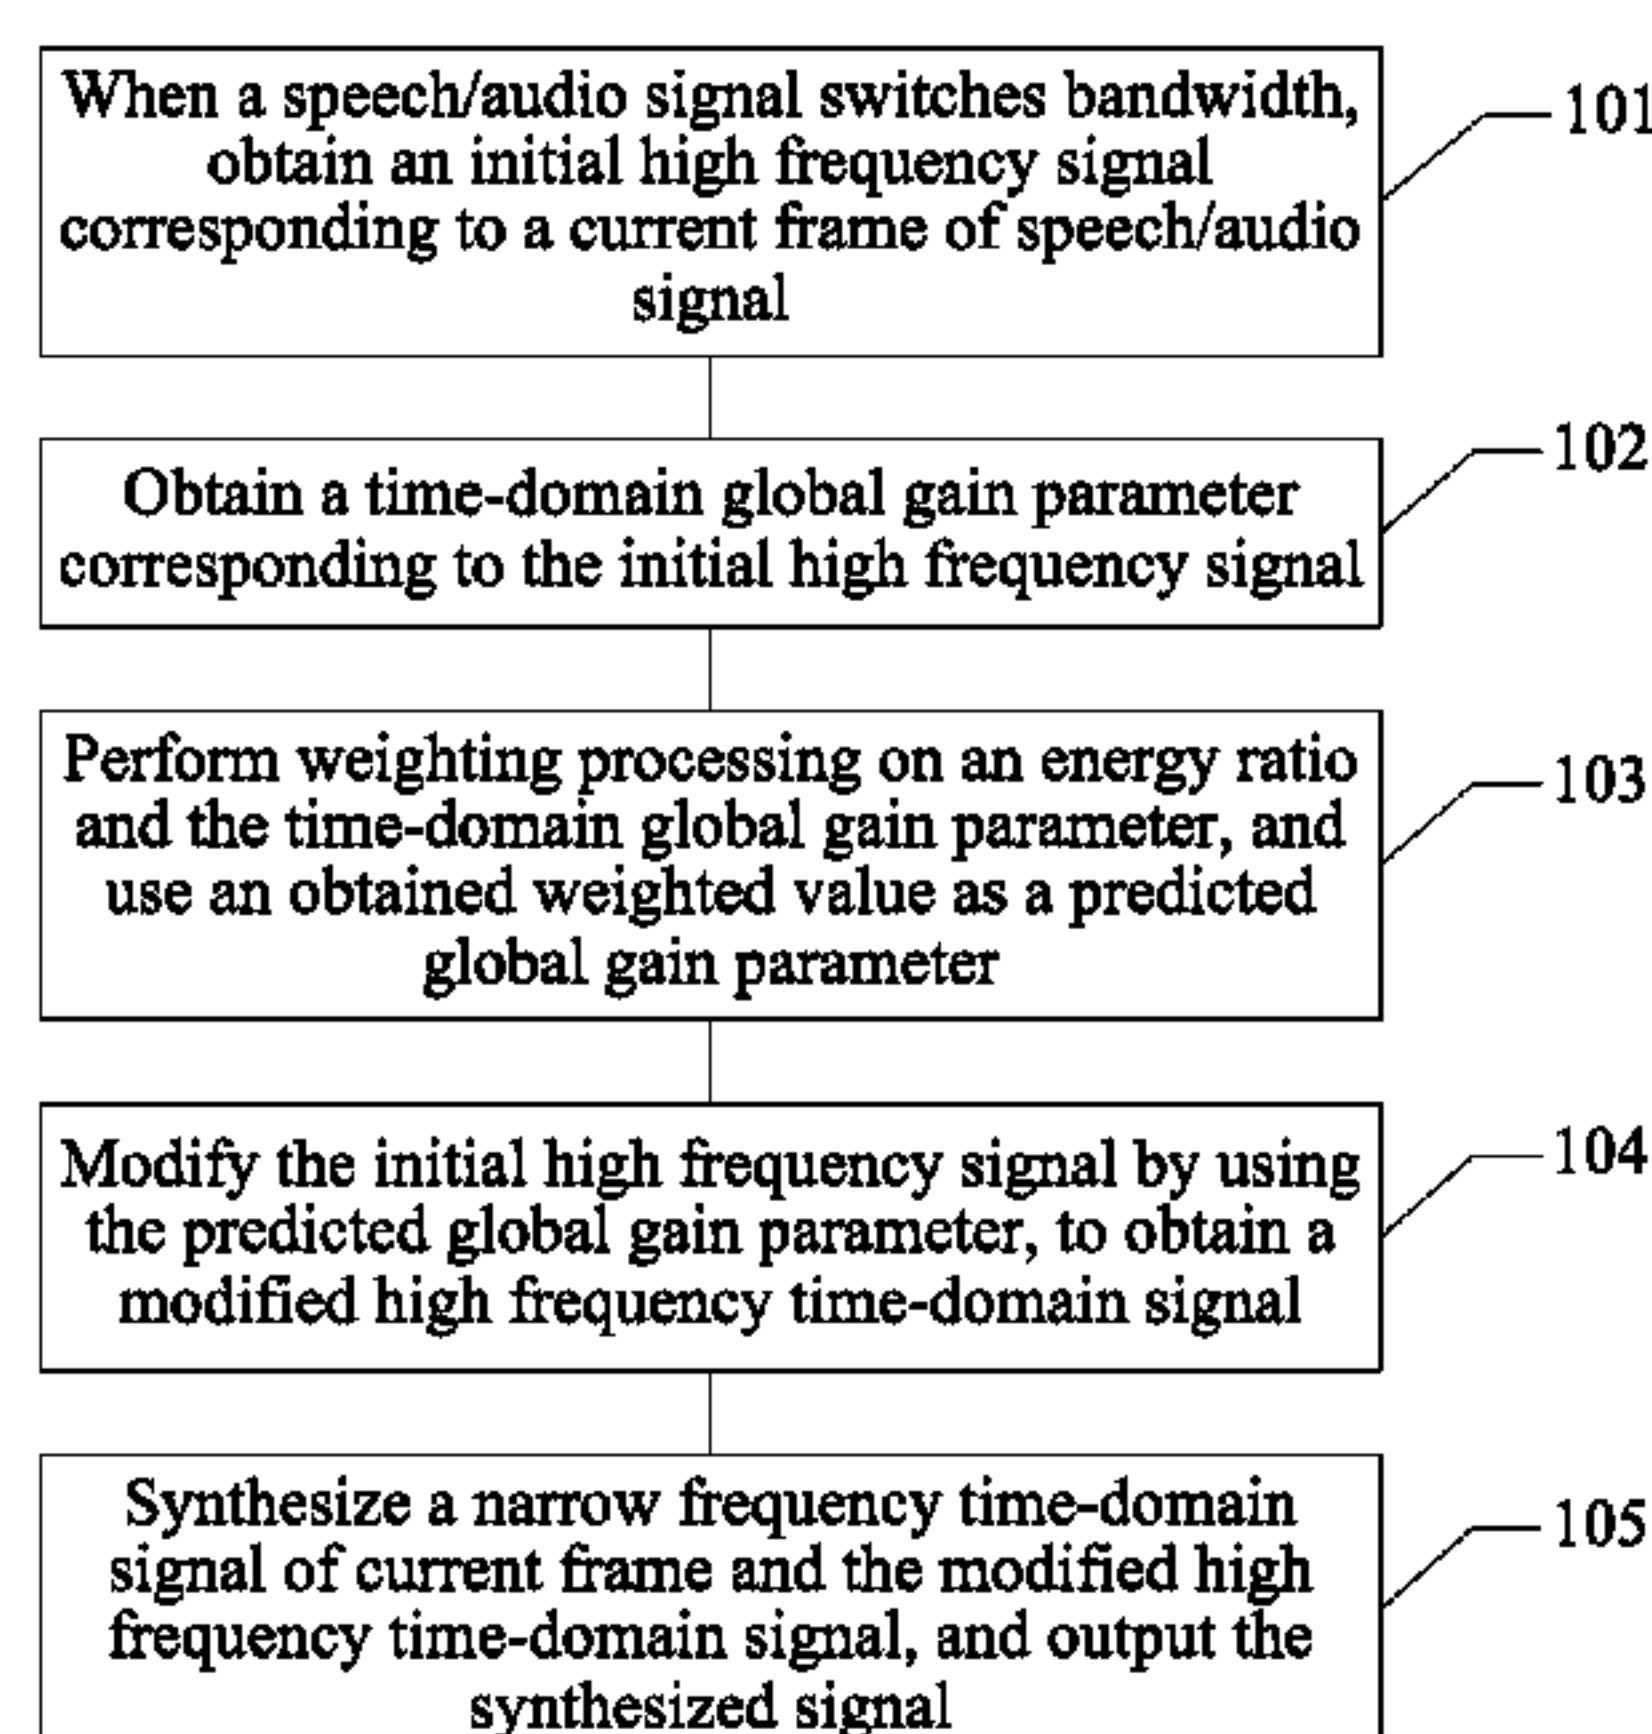 When a speech/audio signal switches bandwidth,
obtain an initial high frequency signal
corresponding to a current frame of speech/audio
signal
101
Obtain a time-domain global gain parameter
corresponding to the initial high frequency signal
102
Perform weighting processing on an energy ratio
and the time-domain global gain parameter, and
use an obtained weighted value as a predicted
global gain parameter
103
Modify the initial high frequency signal by using
the predicted global gain parameter, to obtain a
modified high frequency time-domain signal
104
Synthesize a narrow frequency time-domain
signal of current frame and the modified high
frequency time-domain signal, and output the
synthesized signal
105